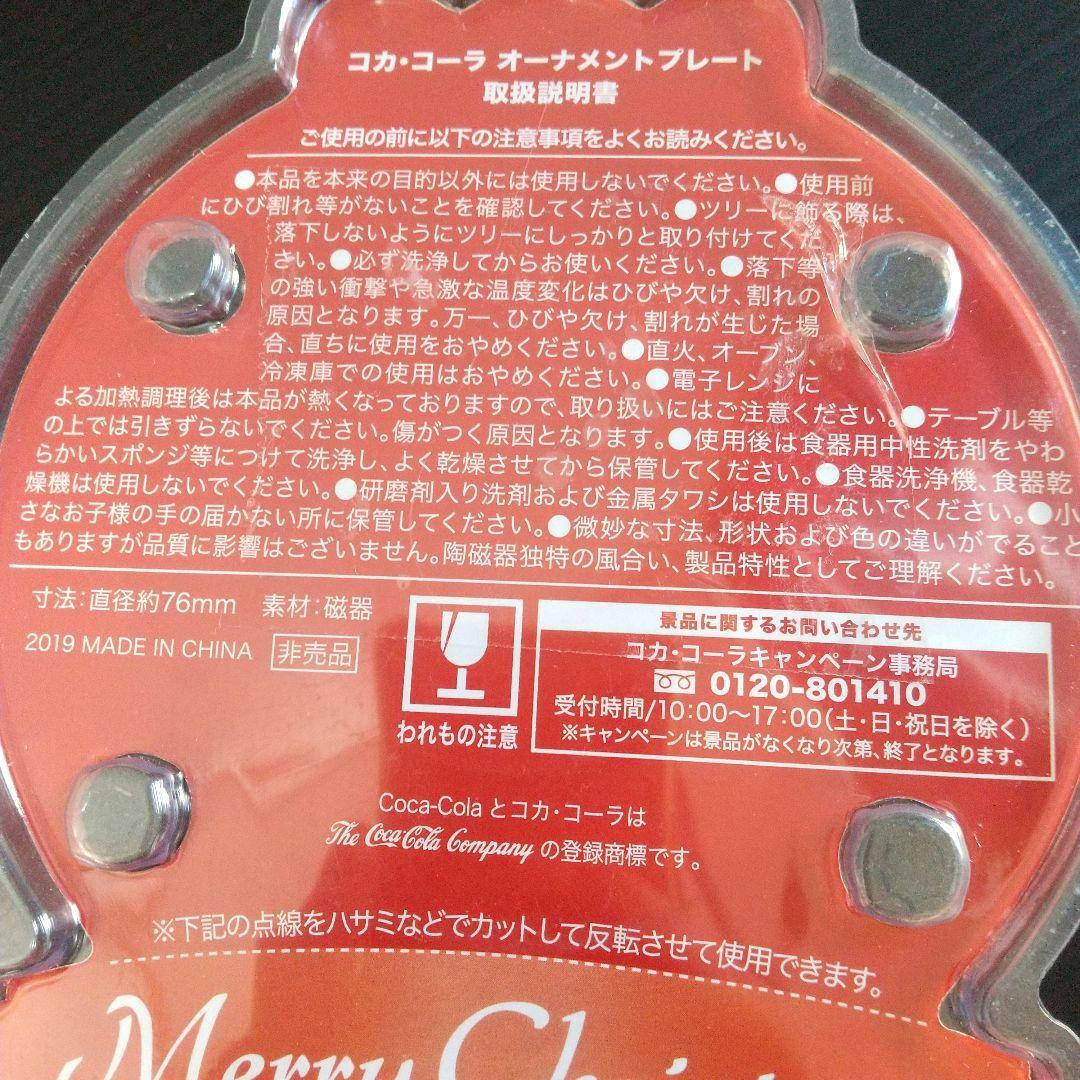 コカ・コーラ オーナメントプレート
取扱説明書
ご使用の前に以下の注意事項をよくお読みください。
●本品を本来の目的以外には使用しないでください。●使用前
にひび割れ等がないことを確認してください。●ツリーに飾る際は、
落下しないようにツリーにしっかりと取り付けてくだ
さい。●必ず洗浄してからお使いください。●落下等
の強い衝撃や急激な温度変化はひびや欠け、割れの
原因となります。万一、ひびや欠け、割れが生じた場
合、直ちに使用をおやめください。●直火、オーブン、
冷凍庫での使用はおやめください。●電子レンジに
よる加熱調理後は本品が熱くなっておりますので、取り扱いにはご注意ください。●テーブル等
の上では引きずらないでください。傷がつく原因となります。●使用後は食器用中性洗剤をやわ
らかいスポンジ等につけて洗浄し、よく乾燥させてから保管してください。●食器洗浄機、食器乾
燥機は使用しないでください。●研磨剤入り洗剤および金属タワシは使用しないでください。●小
さなお子様の手の届かない所に保管してください。●微妙な寸法、形状および色の違いがでること
もありますが品質に影響はございません。陶磁器独特の風合い、製品特性としてご理解ください。
寸法:直径約76mm 素材:磁器
2019 MADE IN CHINA 非売品
われもの注意
景品に関するお問い合わせ先
コカ・コーラキャンペーン事務局
0120-801410
受付時間/10:00〜17:00(土・日・祝日を除く)
※キャンペーンは景品がなくなり次第、終了となります。
Coca-Cola とコカ・コーラは
The Coca-Cola Company の登録商標です。
※下記の点線をハサミなどでカットして反転させて使用できます。
Merry